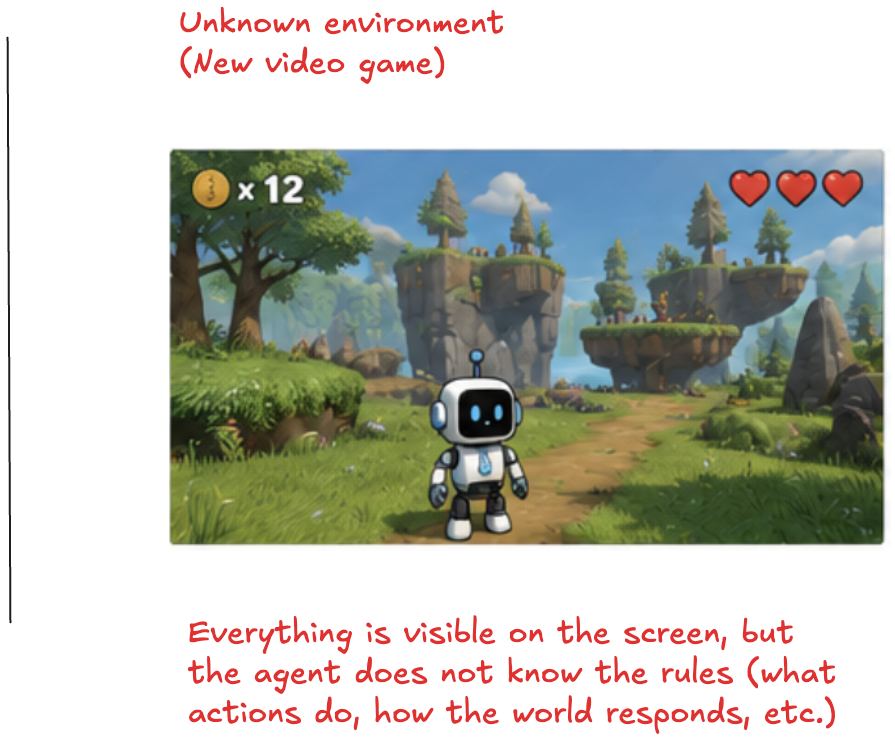 Unknown environment
(New video game)
x 12
Everything is visible on the screen, but
the agent does not know the rules (what
actions do, how the world responds, etc.)